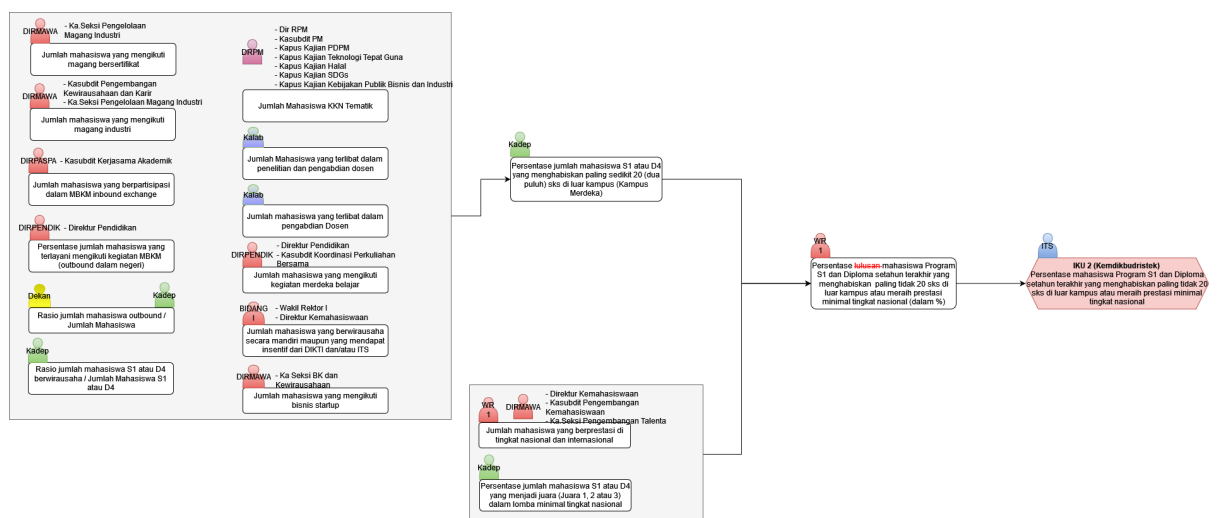 DIRMAWA
- Ka.Seksi Pengelolaan
Magang Industri
Jumlah mahasiswa yang mengikuti
magang bersertifikat
DIRMAWA
- Kasubdit Pengembangan
Kewirausahaan dan Karir
- Ka.Seksi Pengelolaan Magang Industri
Jumlah mahasiswa yang mengikuti
magang industri
DIRPASPA
- Kasubdit Kerjasama Akademik
Jumlah mahasiswa yang berpartisipasi
dalam MBKM inbound exchange
DIRPENDIK
- Direktur Pendidikan
Persentase jumlah mahasiswa yang
terlayani mengikuti kegiatan MBKM
(outbound dalam negeri)
Dekan
Kadep
Rasio jumlah mahasiswa outbound /
Jumlah Mahasiswa
Kadep
Rasio jumlah mahasiswa S1 atau D4
berwirausaha / Jumlah Mahasiswa S1
atau D4
DRPM
- Dir RPM
- Kasubdit PM
- Kapus Kajian PDPM
- Kapus Kajian Teknologi Tepat Guna
- Kapus Kajian Halal
- Kapus Kajian SDGs
- Kapus Kajian Kebijakan Publik Bisnis dan Industri
Jumlah Mahasiswa KKN Tematik
Kalab
Jumlah Mahasiswa yang terlibat dalam
penelitian dan pengabdian dosen
Kalab
Jumlah mahasiswa yang terlibat dalam
pengabdian Dosen
DIRPENDIK
- Direktur Pendidikan
- Kasubdit Koordinasi Perkuliahan
Bersama
Jumlah mahasiswa yang mengikuti
kegiatan merdeka belajar
BIDANG
I
- Wakil Rektor I
- Direktur Kemahasiswaan
Jumlah mahasiswa yang berwirausaha
secara mandiri maupun yang mendapat
insentif dari DIKTI dan/atau ITS
DIRMAWA
- Ka Seksi BK dan
Kewirausahaan
Jumlah mahasiswa yang mengikuti
bisnis startup
Kadep
Persentase jumlah mahasiswa S1 atau D4
yang menghabiskan paling sedikit 20 (dua
puluh) sks di luar kampus (Kampus
Merdeka)
WR
1
DIRMAWA
- Direktur Kemahasiswaan
- Kasubdit Pengembangan
Kemahasiswaan
- Ka.Seksi Pengembangan Talenta
Jumlah mahasiswa yang berprestasi di
tingkat nasional dan internasional
Kadep
Persentase jumlah mahasiswa S1 atau D4
yang menjadi juara (Juara 1, 2 atau 3)
dalam lomba minimal tingkat nasional
WR
1
Persentase lulusan mahasiswa Program
S1 dan Diploma setahun terakhir yang
menghabiskan paling tidak 20 sks di
luar kampus atau meraih prestasi
minimal tingkat nasional (dalam %)
ITS
IKU 2 (Kemdikbudristek)
Persentase mahasiswa Program S1 dan Diploma
setahun terakhir yang menghabiskan paling tidak 20
sks di luar kampus atau meraih prestasi minimal
tingkat nasional